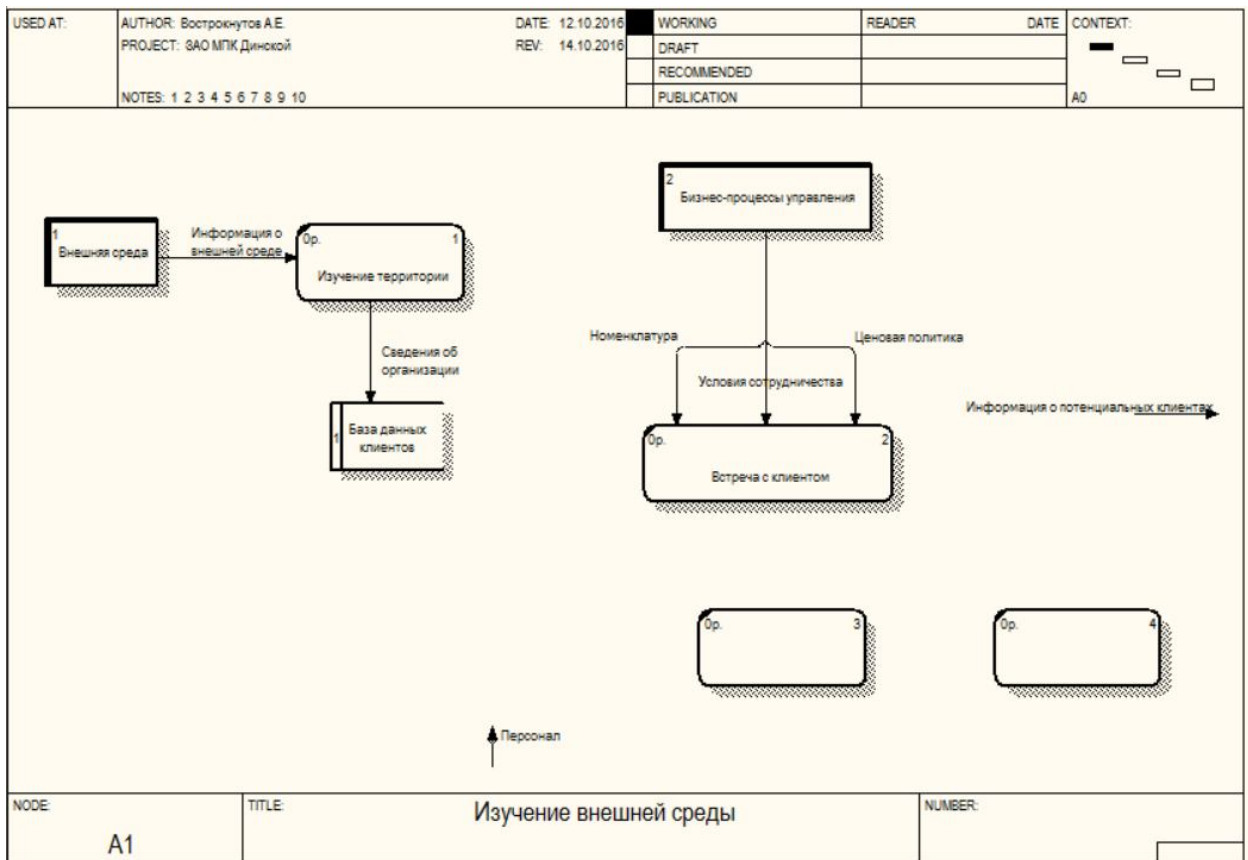 USED AT:
AUTHOR: Вострокнутов А.Е.
DATE: 12.10.2016
WORKING
READER
DATE
CONTEXT:
PROJECT: ЗАО МПК Динской
REV: 14.10.2016
DRAFT
RECOMMENDED
NOTES: 1 2 3 4 5 6 7 8 9 10
PUBLICATION
A0
2
Бизнес-процессы управления
1
Внешняя среда
Информация о
внешней среде
0р.
1
Изучение территории
Номенклатура
Ценовая политика
Сведения об
организации
Условия сотрудничества
Информация о потенциальных клиентах
1
База данных
клиентов
0р.
2
Встреча с клиентом
0р.
3
0р.
4
Персонал
NODE:
TITLE:
Изучение внешней среды
NUMBER:
A1